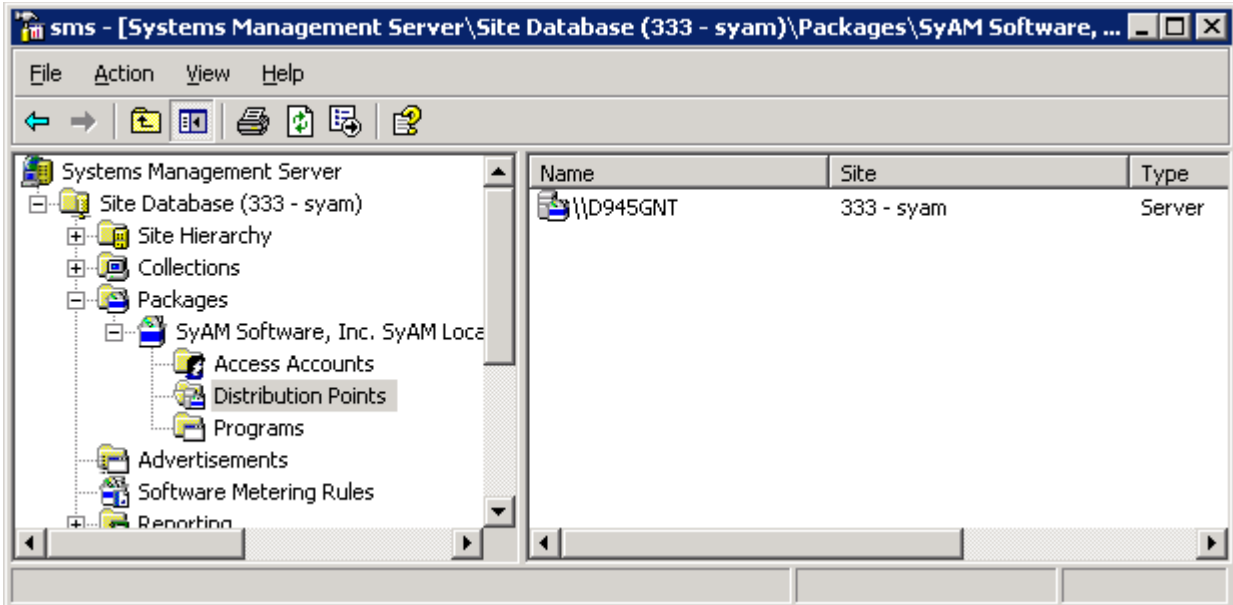 sms - [Systems Management Server\Site Database (333 - syam)\Packages\SyAM Software, ...
File Action View Help
Systems Management Server
Site Database (333 - syam)
Site Hierarchy
Collections
Packages
SyAM Software, Inc. SyAM Loca
Access Accounts
Distribution Points
Programs
Advertisements
Software Metering Rules
Reporting
Name Site Type
\\D945GNT 333 - syam Server